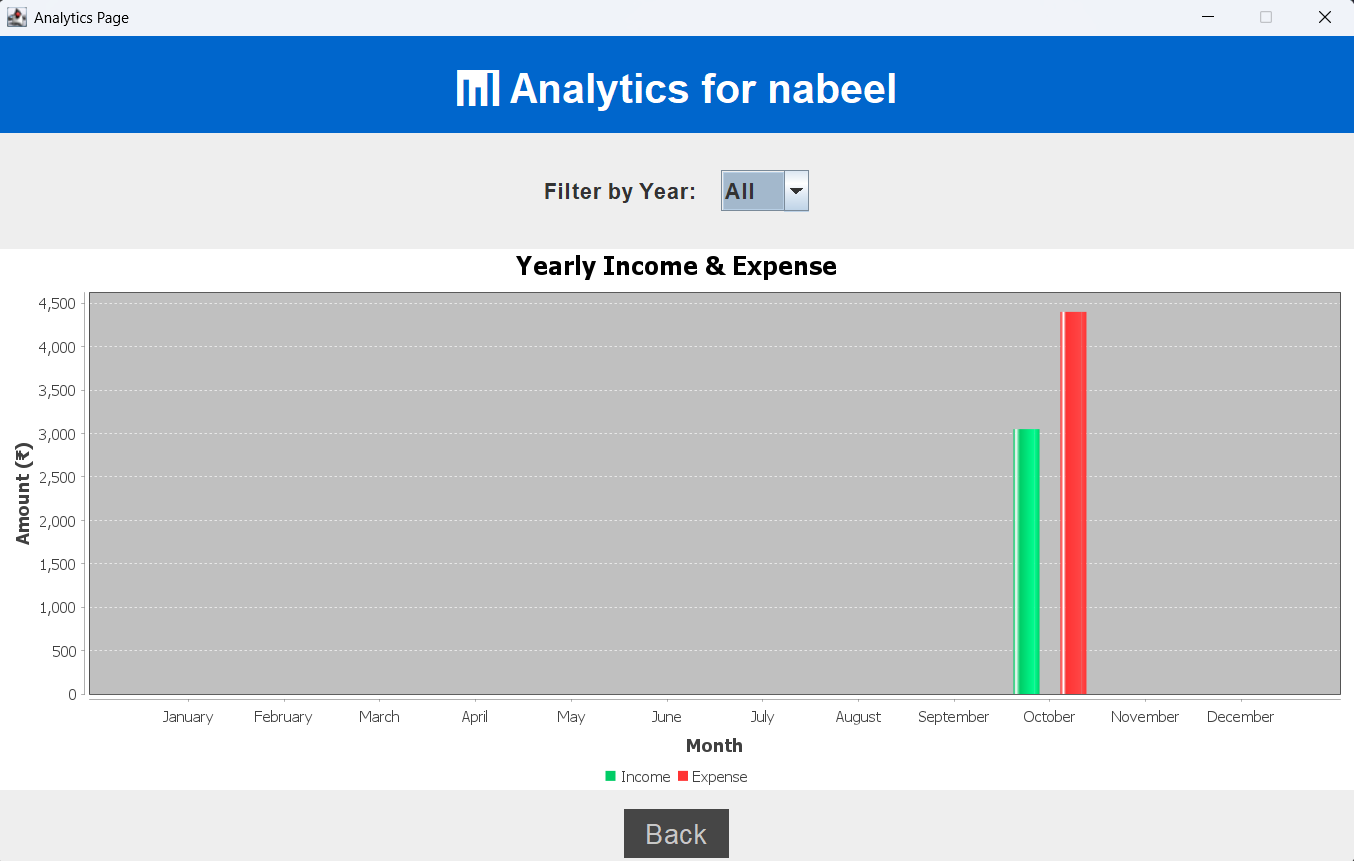 Analytics Page
Analytics for nabeel
Filter by Year: All
Yearly Income & Expense
4,500
4,000
3,500
3,000
2,500
2,000
1,500
1,000
500
0
Amount (₹)
January February March April May June July August September October November December
Month
Income Expense
Back